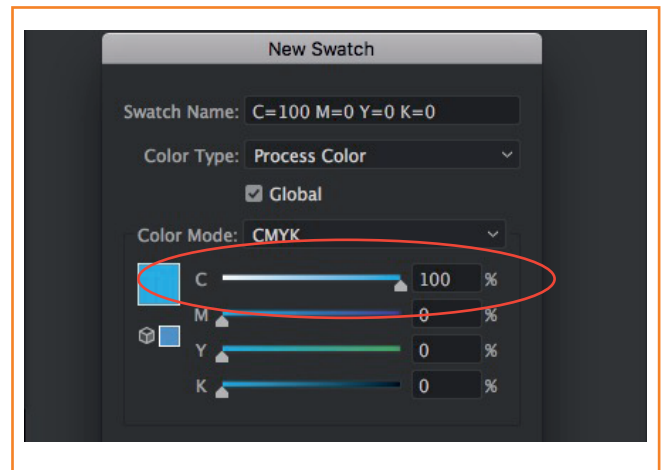 New Swatch
Swatch Name: C=100 M=0 Y=0 K=0
Color Type: Process Color
Global
Color Mode: CMYK
C 100 %
M 0 %
Y 0 %
K 0 %